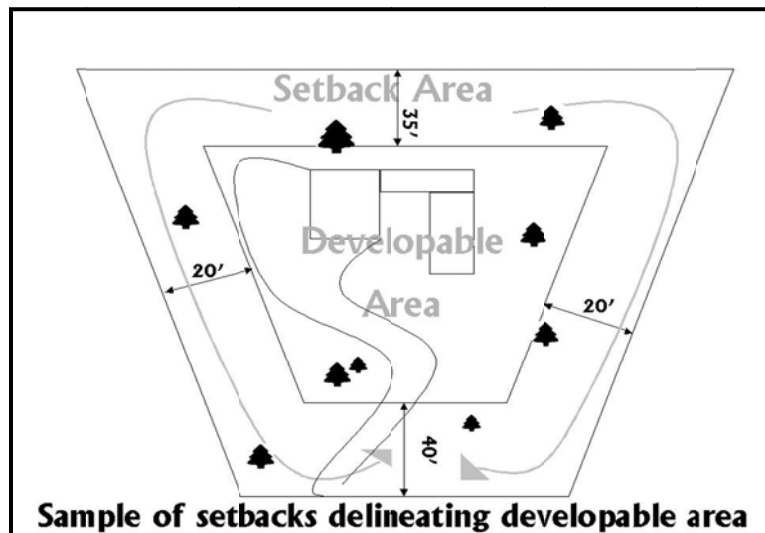 Setback Area
35'
Developable
Area
20'
20'
40'
Sample of setbacks delineating developable area